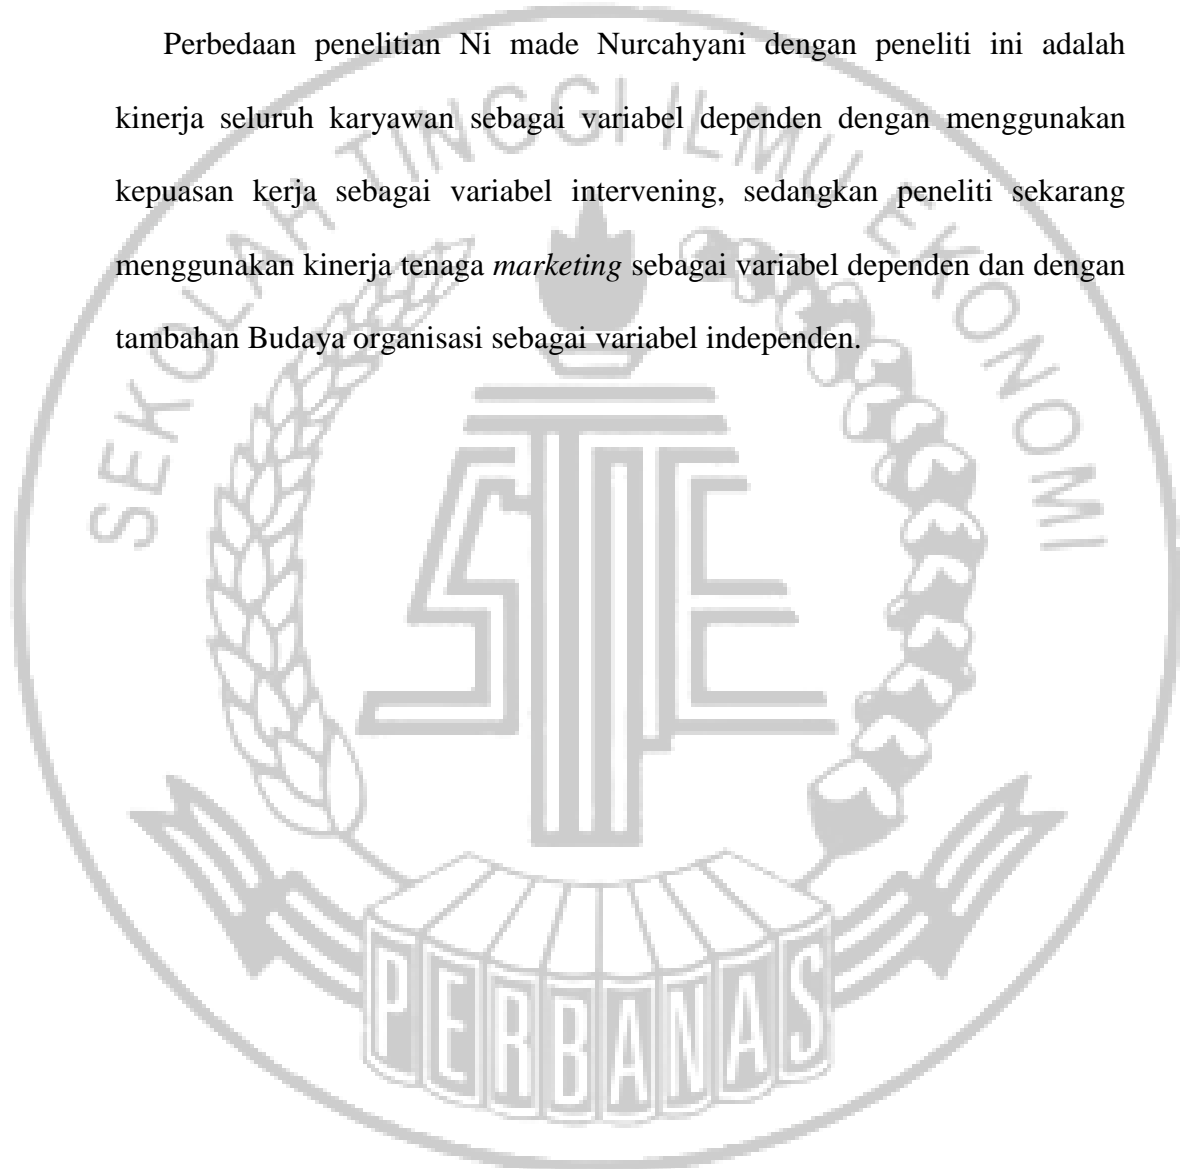 Perbedaan penelitian Ni made Nurcahyani dengan peneliti ini adalah
kinerja seluruh karyawan sebagai variabel dependen dengan menggunakan
kepuasan kerja sebagai variabel intervening, sedangkan peneliti sekarang
menggunakan kinerja tenaga marketing sebagai variabel dependen dan dengan
tambahan Budaya organisasi sebagai variabel independen.
SEKOLAH TINGGI ILMU EKONOMI
STIE
PERBANAS